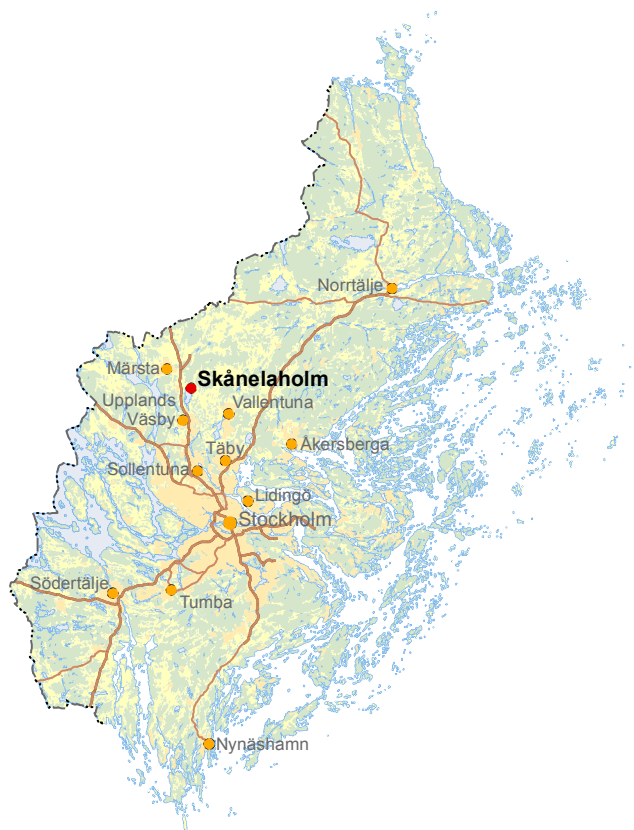 Norrtälje
Märsta
Skånelaholm
Upplands
Väsby
Vallentuna
Täby
Åkersberga
Sollentuna
Lidingö
Stockholm
Södertälje
Tumba
Nynäshamn